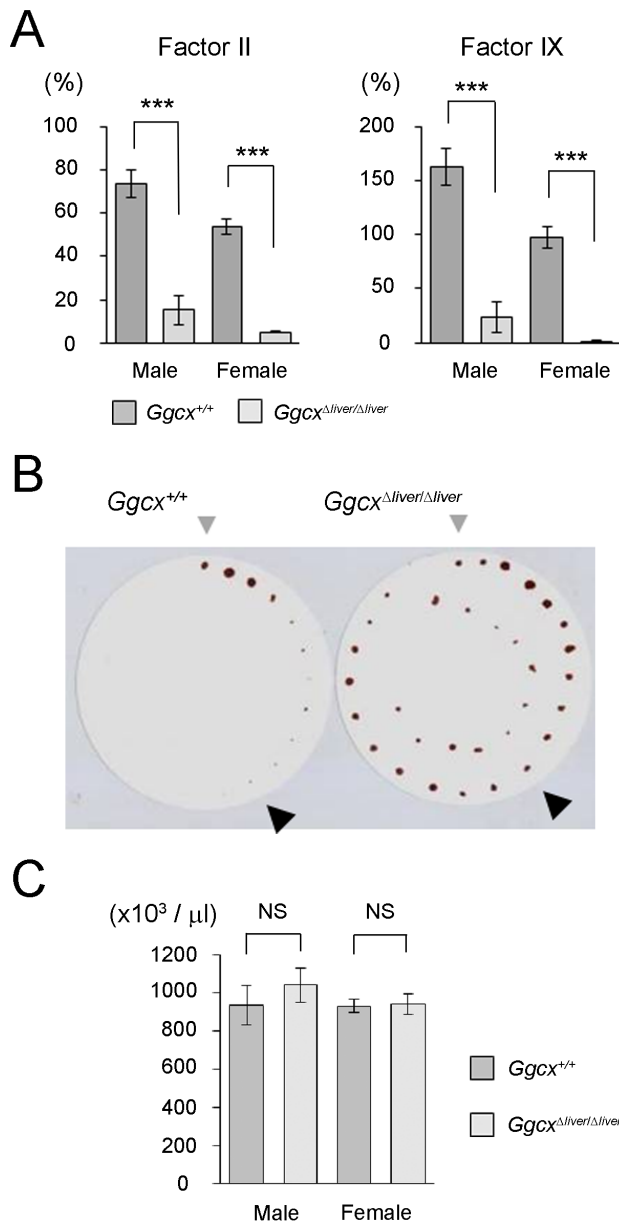 A
Factor II
Factor IX
(%)
(%)
***
***
***
***
100
80
60
40
20
0
200
150
100
50
0
Male
Female
Male
Female
Ggcx+/+
GgcxΔliver/Δliver
B
Ggcx+/+
GgcxΔliver/Δliver
C
(x10³ / μl)
NS
NS
1200
1000
800
600
400
200
0
Ggcx+/+
GgcxΔliver/Δliver
Male
Female